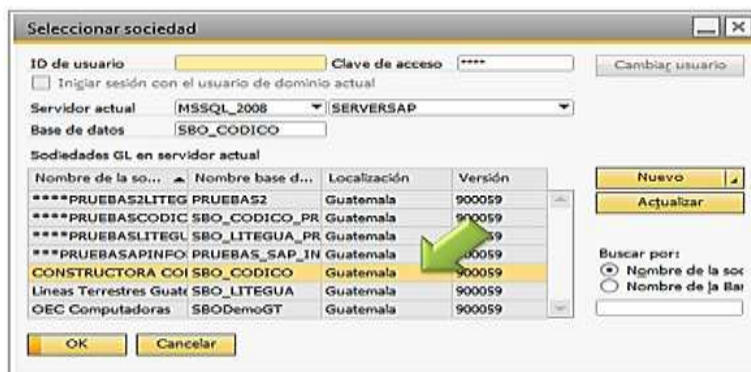 Seleccionar sociedad
ID de usuario Clave de acceso **** Cambiar usuario
Iniciar sesión con el usuario de dominio actual
Servidor actual MSSQL_2008 SERVERSAP
Base de datos SBO_CODICO
Sociedades GL en servidor actual
Nombre de la so... Nombre base d... Localización Versión Nuevo
****PRUEBAS2LITEG PRUEBAS2 Guatemala 900059 Actualizar
****PRUEBASCODIC SBO_CODICO_PR Guatemala 900059
****PRUEBASLITEGU SBO_LITEGUA_PR Guatemala 900059
***PRUEBASAPINFO PRUEBAS_SAP_IN Guatemala 900059 Buscar por:
CONSTRUCTORA COI SBO_CODICO Guatemala 900059 Nombre de la soc
Lineas Terrestres Guate SBO_LITEGUA Guatemala 900059 Nombre de la Bas
OEC Computadoras SBODemoGT Guatemala 900059
OK Cancelar